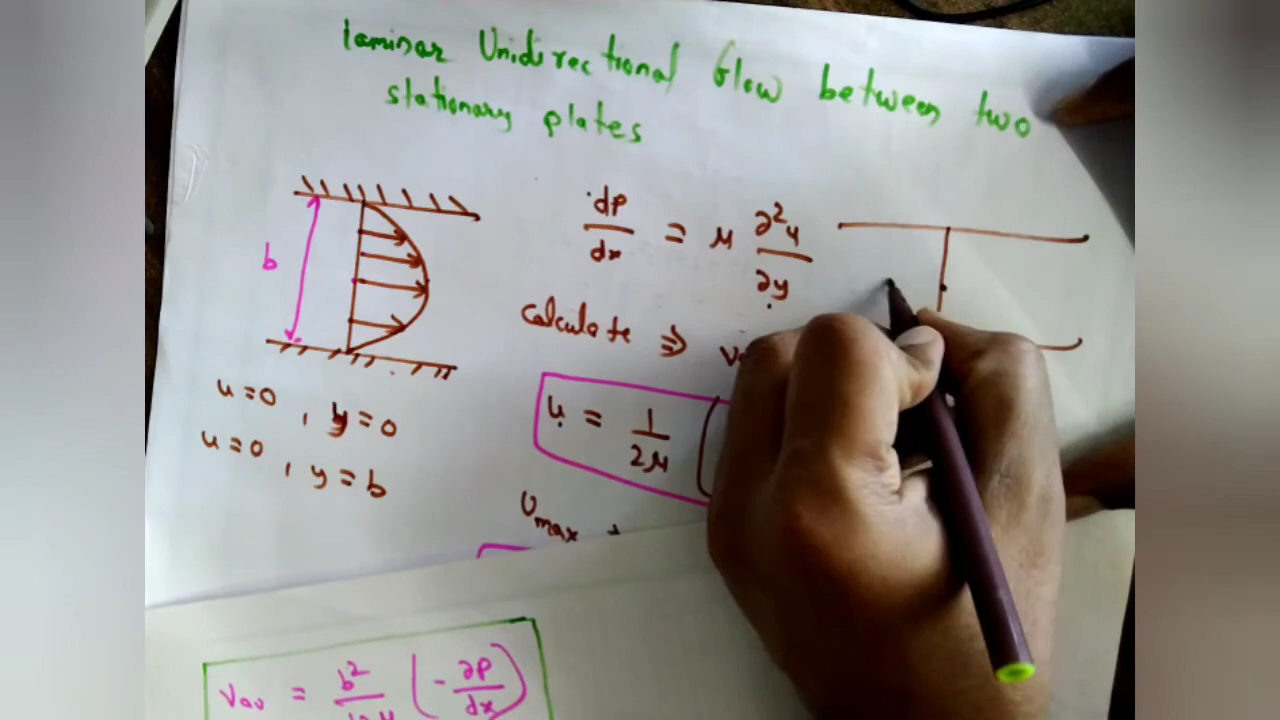 laminar Unidirectional flow between two
stationary plates
dp/dx = μ ∂²u/∂y
b
calculate ⇒
u=0 , y=0
u=0 , y=b
u = 1/2μ (
Umax
Vav = b²/ (-∂P/dx)